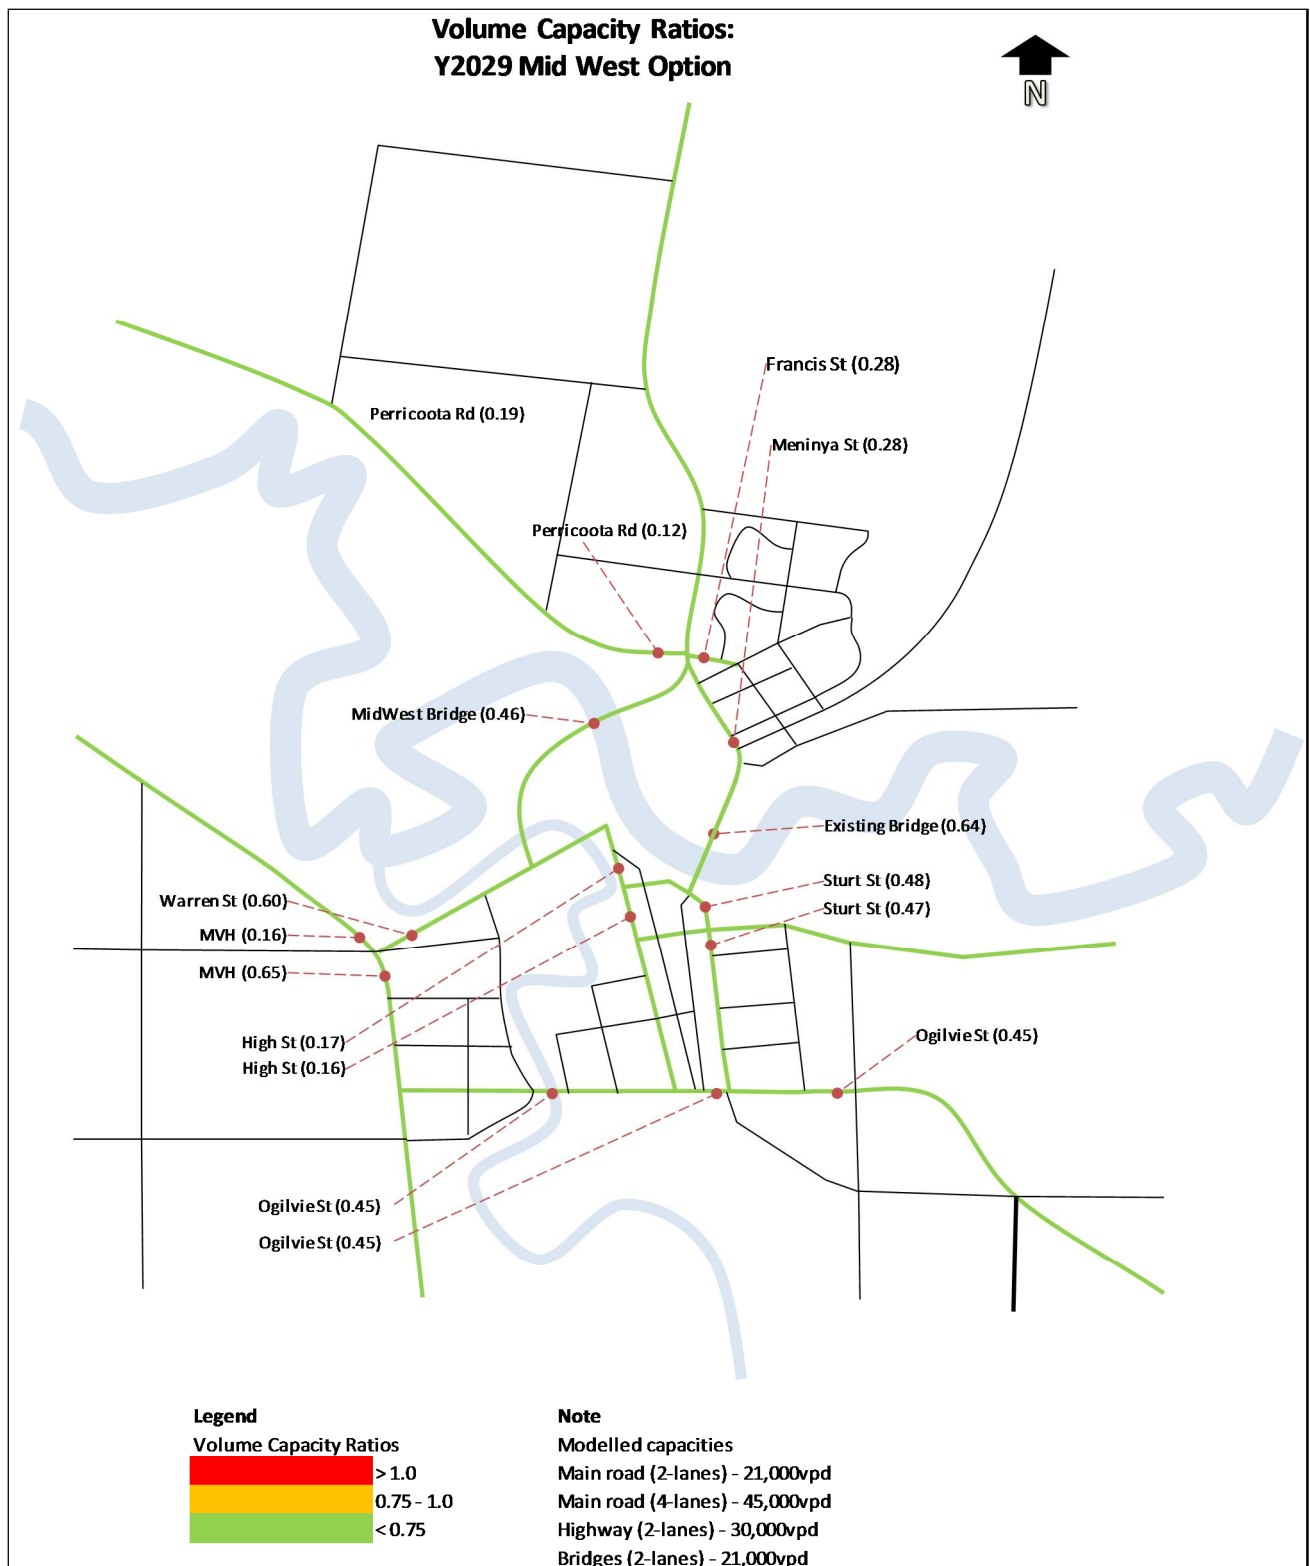 Volume Capacity Ratios:
Y2029 Mid West Option
N
Francis St (0.28)
Perricoota Rd (0.19)
Meninya St (0.28)
Perricoota Rd (0.12)
MidWest Bridge (0.46)
Existing Bridge (0.64)
Sturt St (0.48)
Warren St (0.60)
Sturt St (0.47)
MVH (0.16)
MVH (0.65)
Ogilvie St (0.45)
High St (0.17)
High St (0.16)
Ogilvie St (0.45)
Ogilvie St (0.45)
Legend
Volume Capacity Ratios
> 1.0
0.75 - 1.0
< 0.75
Note
Modelled capacities
Main road (2-lanes) - 21,000vpd
Main road (4-lanes) - 45,000vpd
Highway (2-lanes) - 30,000vpd
Bridges (2-lanes) - 21,000vpd